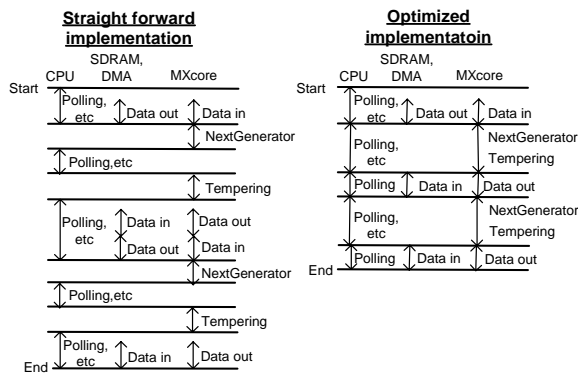 Straight forward
implementation
SDRAM,
CPU DMA MXcore
Start
Polling,
etc
Data out
Data in
NextGenerator
Polling,etc
Tempering
Polling,
etc
Data in
Data out
Data out
Data in
NextGenerator
Polling,etc
Tempering
Polling,
etc
Data in
Data out
End
Optimized
implementatoin
SDRAM,
CPU DMA MXcore
Start
Polling,
etc
Data out
Data in
Polling,
etc
NextGenerator
Tempering
Polling
Data in
Data out
Polling,
etc
NextGenerator
Tempering
Polling
Data in
Data out
End